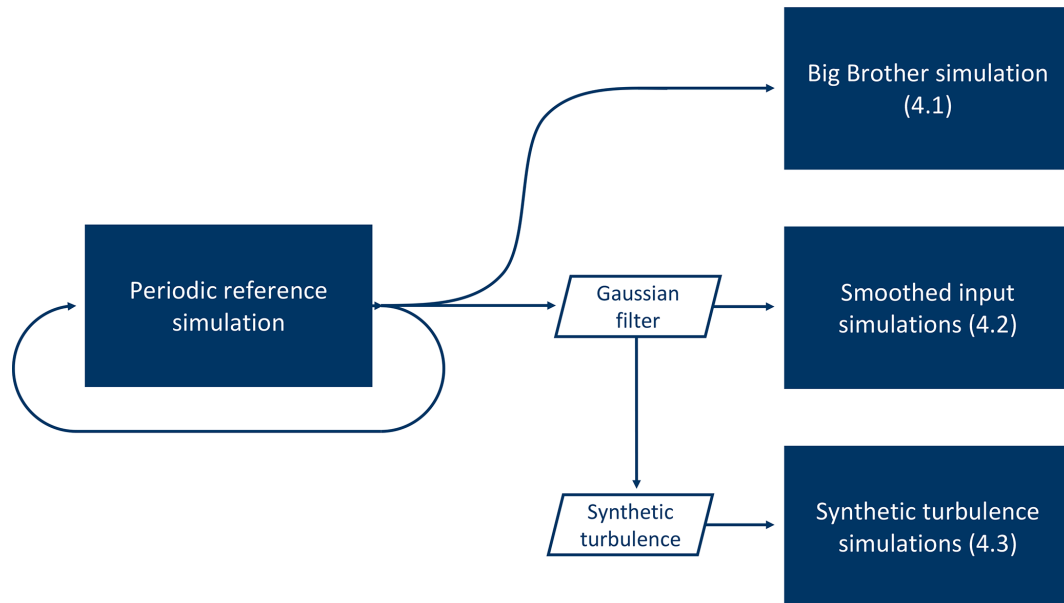 Big Brother simulation
(4.1)
Periodic reference
simulation
Gaussian
filter
Smoothed input
simulations (4.2)
Synthetic
turbulence
Synthetic turbulence
simulations (4.3)